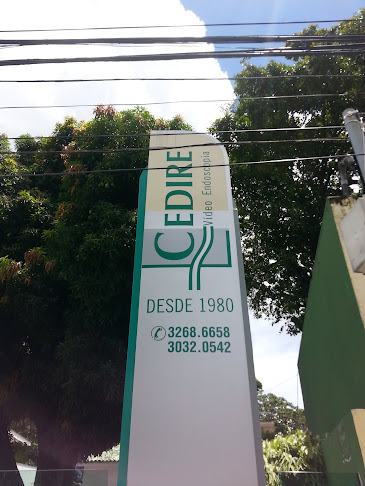 CEDIRE
Vídeo Endoscopia
DESDE 1980
3268.6658
3032.0542